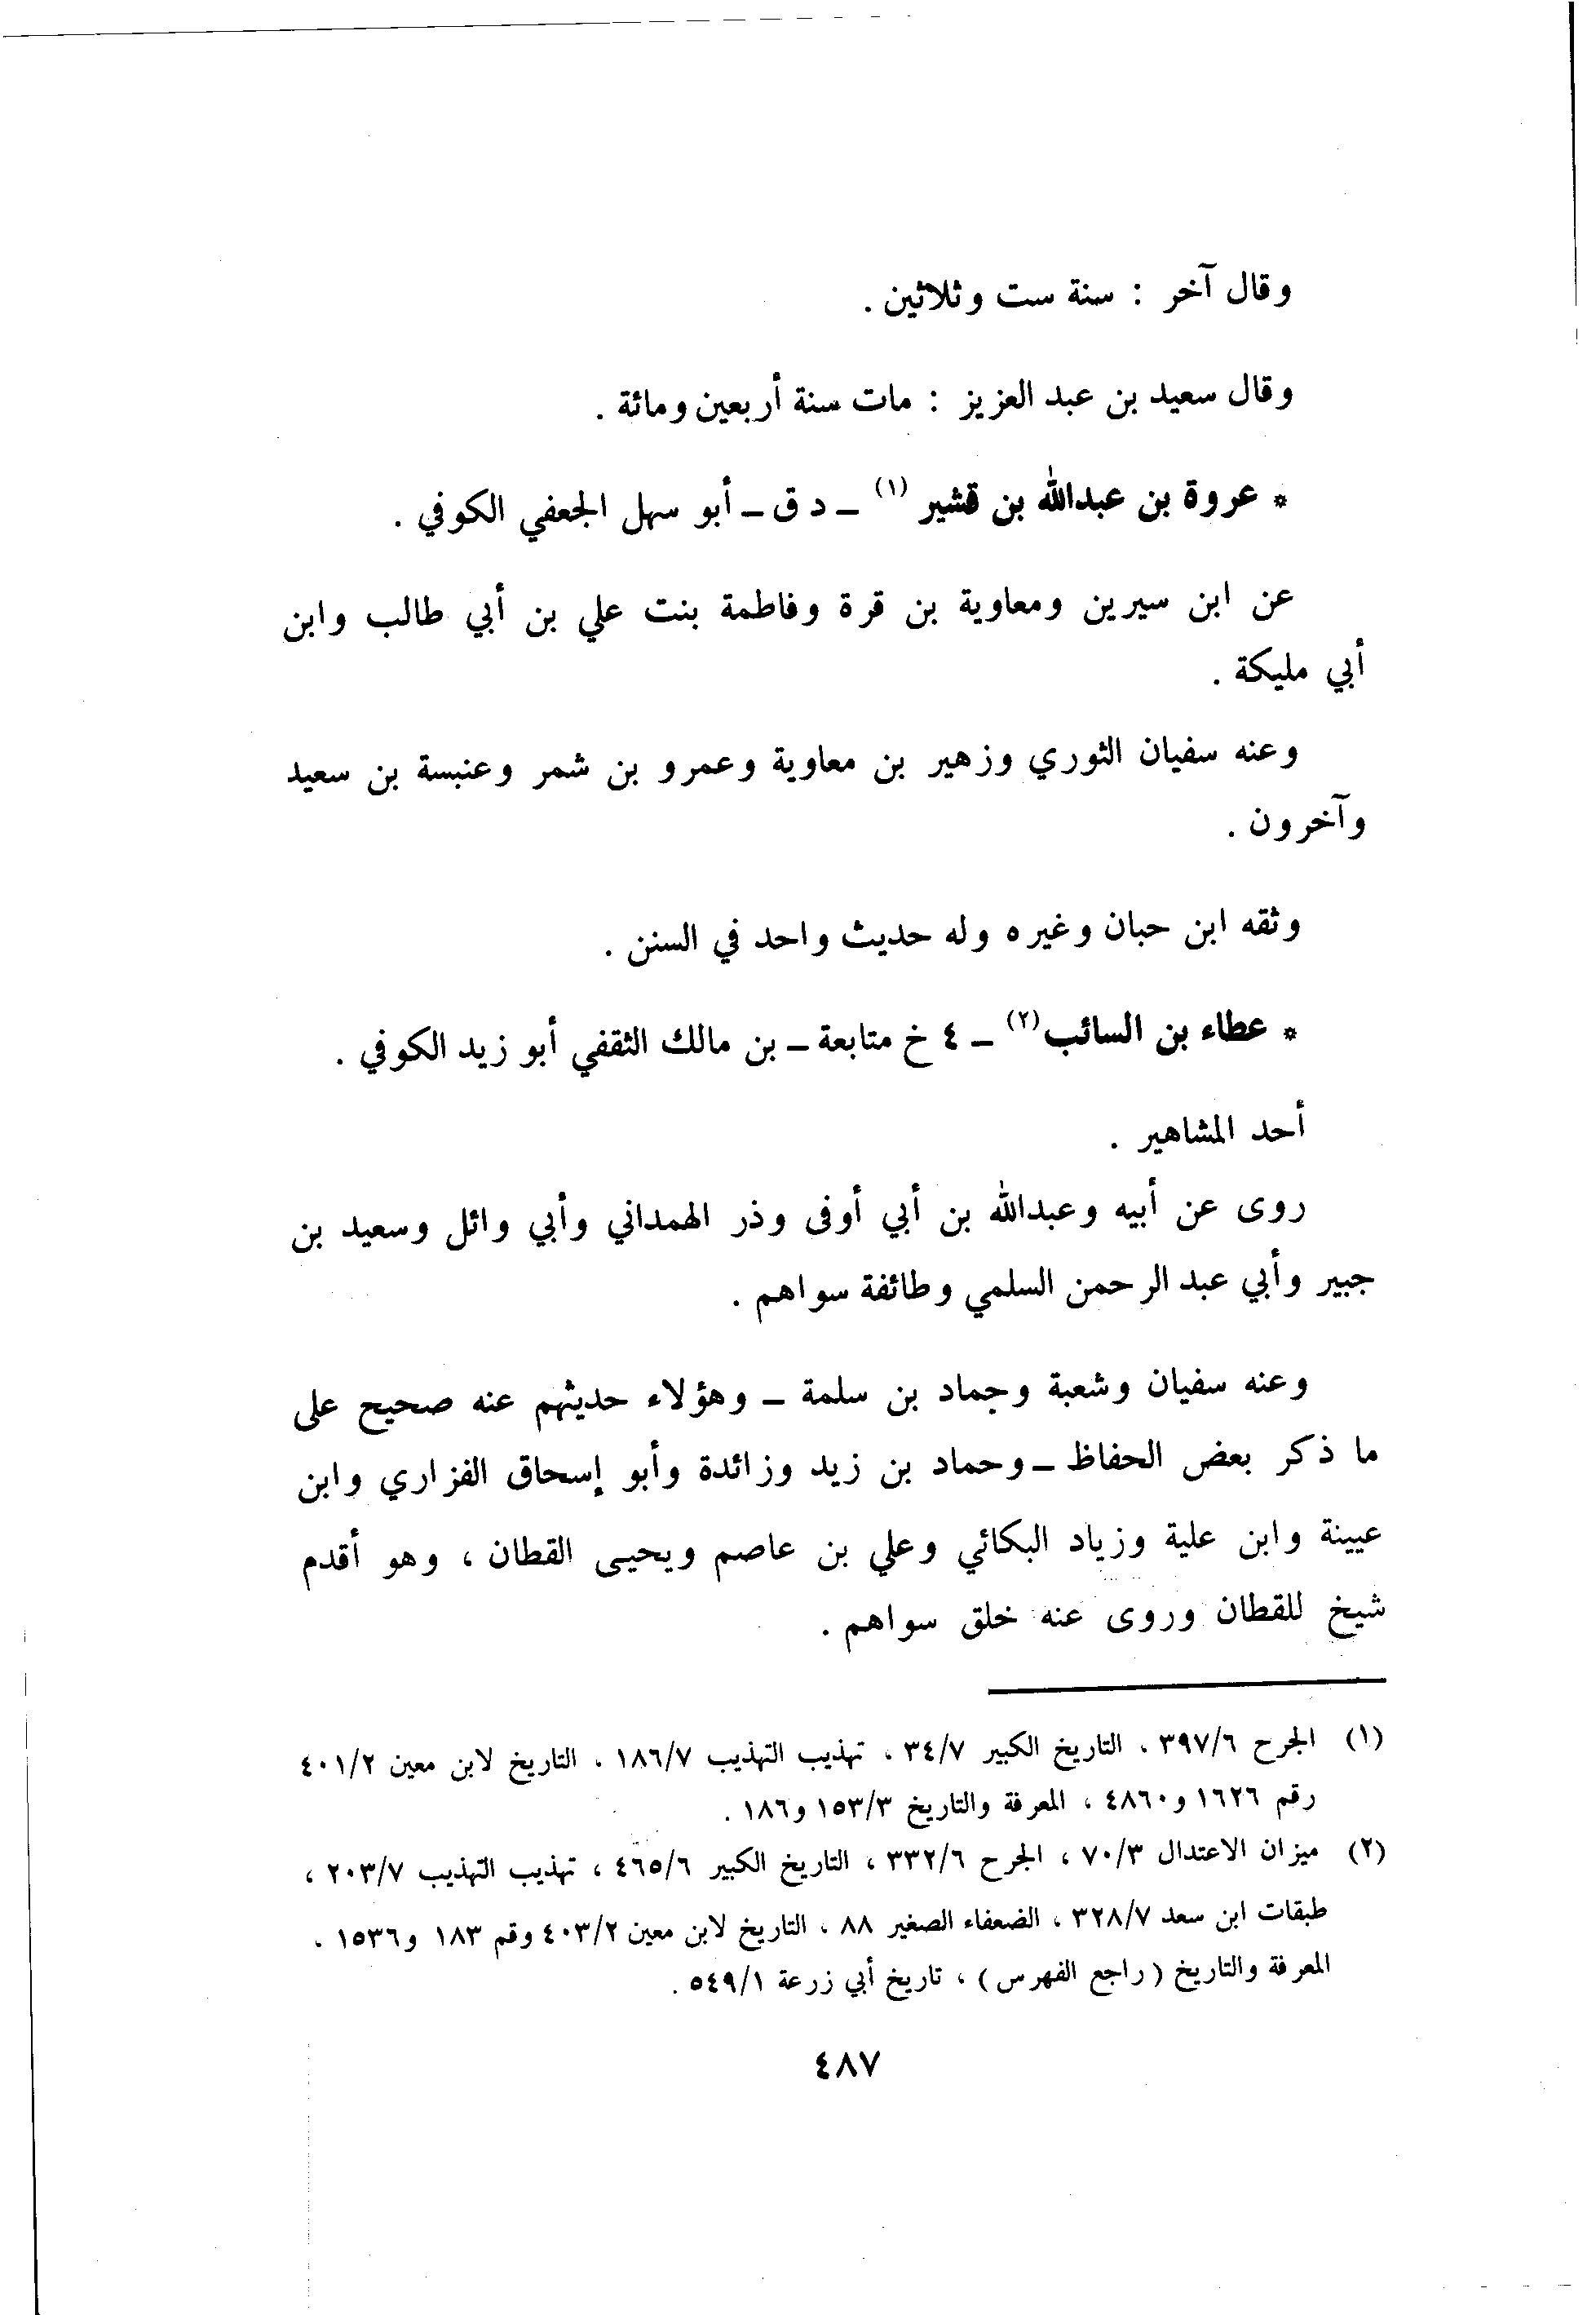 وقال آخر : سنة ست وثلاثين .
وقال سعيد بن عبد العزيز : مات سنة أربعين ومائة .
* عروة بن عبدالله بن قشير (١) – د ق – أبو سهل الجعفي الكوفي .
عن ابن سيرين ومعاوية بن قرة وفاطمة بنت علي بن أبي طالب وابن
أبي مليكة .
وعنه سفيان الثوري وزهير بن معاوية وعمرو بن شمر وعنبسة بن سعيد
وآخرون .
وثقه ابن حبان وغيره وله حديث واحد في السنن .
* عطاء بن السائب (٢) – ٤ خ متابعة – بن مالك الثقفي أبو زيد الكوفي .
أحد المشاهير .
روى عن أبيه وعبدالله بن أبي أوفى وذر الهمداني وأبي وائل وسعيد بن
جبير وأبي عبد الرحمن السلمي وطائفة سواهم .
وعنه سفيان وشعبة وحماد بن سلمة – وهؤلاء حديثهم عنه صحيح على
ما ذكر بعض الحفاظ – وحماد بن زيد وزائدة وأبو إسحاق الفزاري وابن
عيينة وابن علية وزياد البكائي وعلي بن عاصم ويحيى القطان ، وهو أقدم
شيخ للقطان وروى عنه خلق سواهم .
(١) الجرح ٣٩٧/٦ ، التاريخ الكبير ٣٤/٧ ، تهذيب التهذيب ١٨٦/٧ ، التاريخ لابن معين ٤٠١/٢
رقم ١٦٢٦ و٤٨٦٠ ، المعرفة والتاريخ ١٥٣/٣ و١٨٦ .
(٢) ميزان الاعتدال ٧٠/٣ ، الجرح ٣٣٢/٦ ، التاريخ الكبير ٤٦٥/٦ ، تهذيب التهذيب ٢٠٣/٧ ،
طبقات ابن سعد ٣٢٨/٧ ، الضعفاء الصغير ٨٨ ، التاريخ لابن معين ٤٠٣/٢ وقم ١٨٣ و١٥٣٦ ،
المعرفة والتاريخ ( راجع الفهرس ) ، تاريخ أبي زرعة ٥٤٩/١ .
٤٨٧